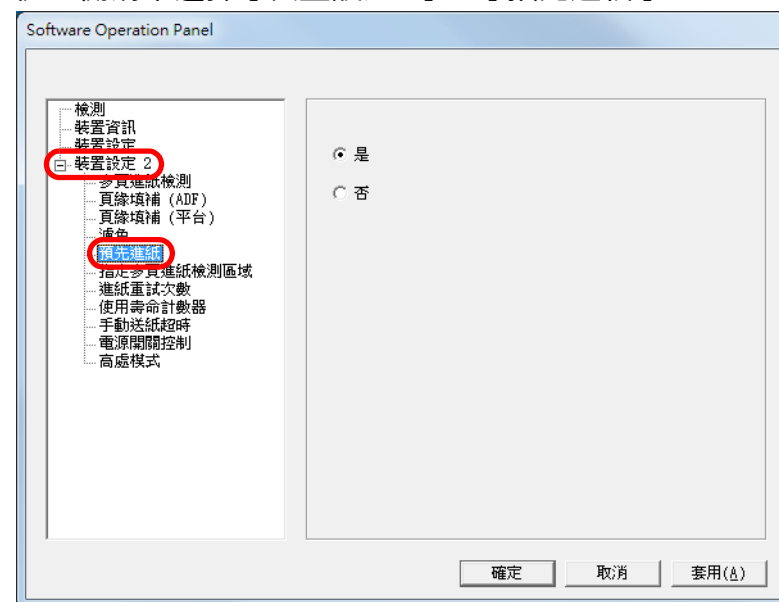 Software Operation Panel
檢測
裝置資訊
裝置設定
裝置設定 2
多頁進紙檢測
頁緣填補 (ADF)
頁緣填補 (平台)
濾色
預先進紙
指定多頁進紙檢測區域
進紙重試次數
使用壽命計數器
手動送紙超時
電源開關控制
高處模式
是
否
確定
取消
套用(A)